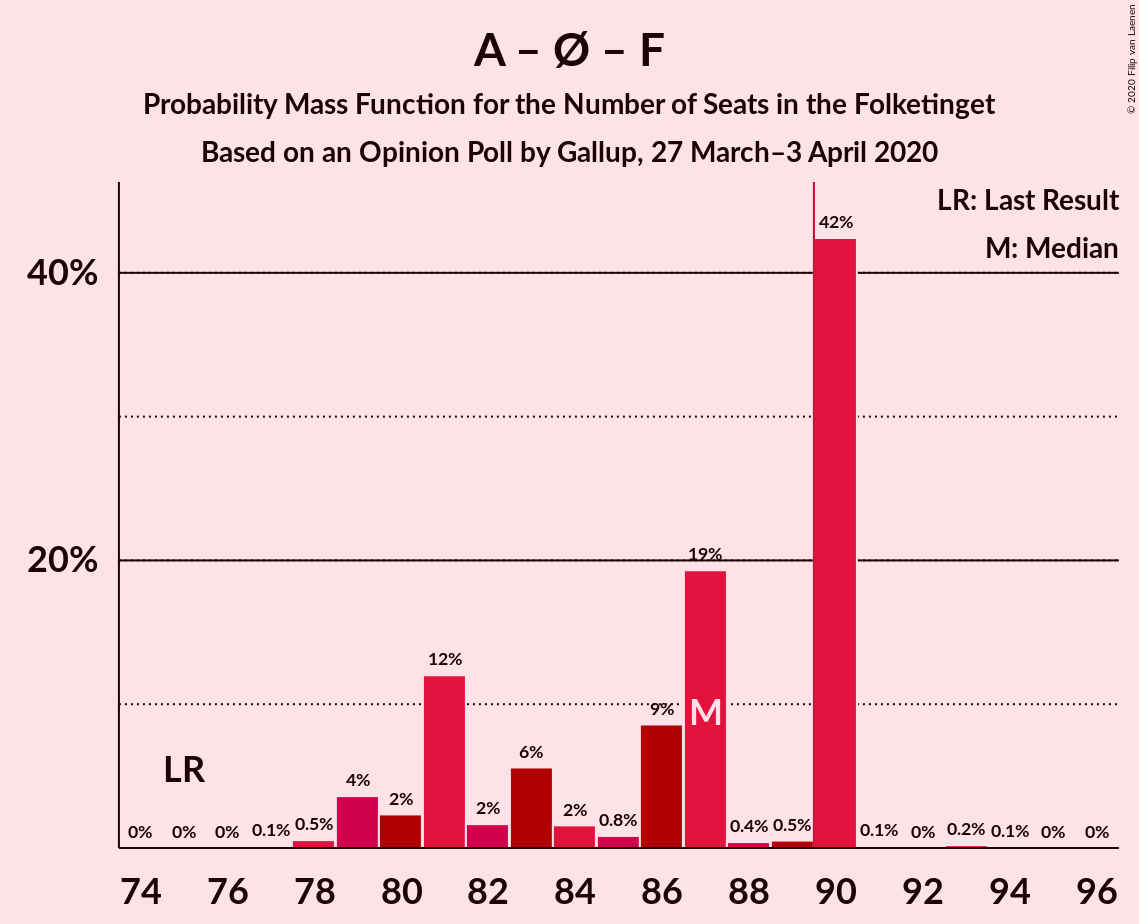 A – Ø – F
Probability Mass Function for the Number of Seats in the Folketinget
Based on an Opinion Poll by Gallup, 27 March–3 April 2020
© 2020 Filip van Laenen
LR: Last Result
M: Median
40%
20%
LR
M
0% 0% 0% 0.1% 0.5% 4% 2% 12% 2% 6% 2% 0.8% 9% 19% 0.4% 0.5% 42% 0.1% 0% 0.2% 0.1% 0% 0%
74 76 78 80 82 84 86 88 90 92 94 96